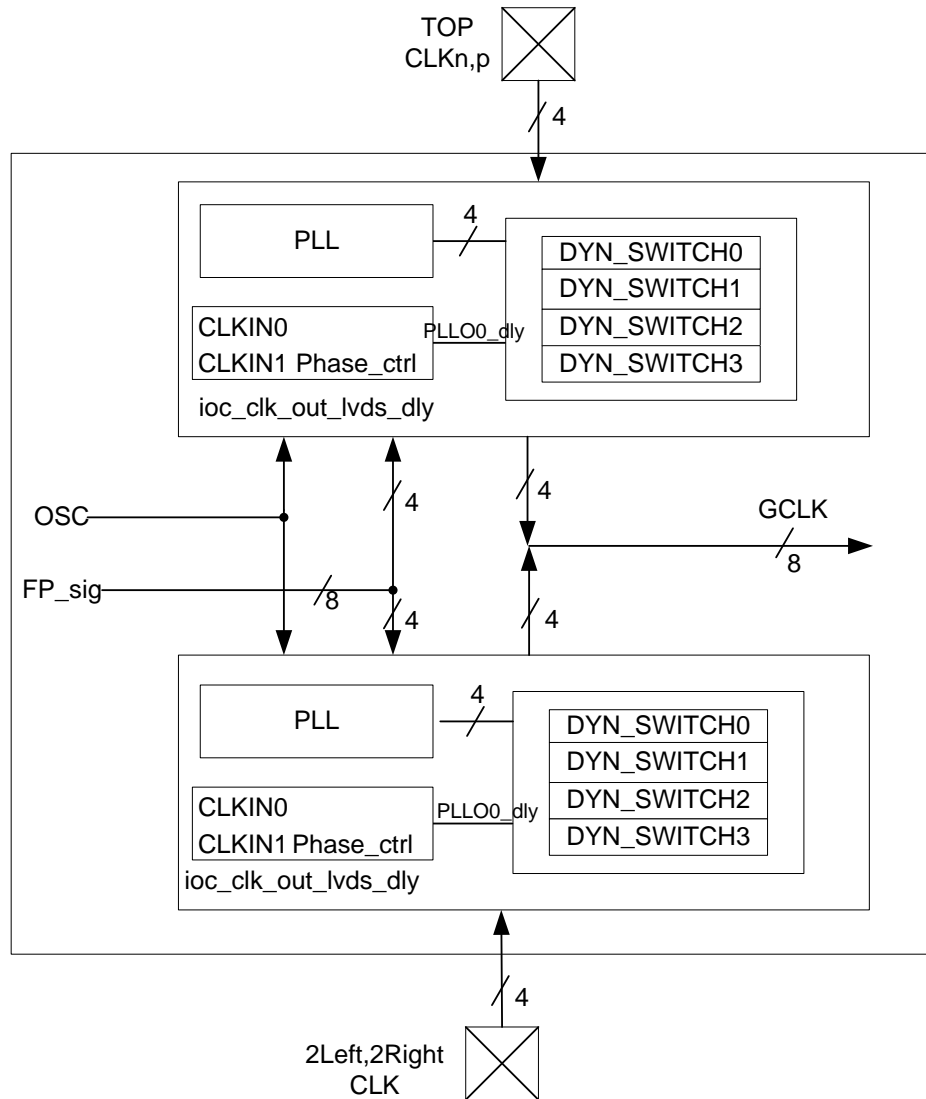 TOP
CLKn,p
4
PLL
4
DYN_SWITCH0
DYN_SWITCH1
DYN_SWITCH2
DYN_SWITCH3
CLKIN0
CLKIN1 Phase_ctrl
PLLO0_dly
ioc_clk_out_lvds_dly
4
4
OSC
GCLK
8
FP_sig
8
4
4
PLL
4
DYN_SWITCH0
DYN_SWITCH1
DYN_SWITCH2
DYN_SWITCH3
CLKIN0
CLKIN1 Phase_ctrl
PLLO0_dly
ioc_clk_out_lvds_dly
4
2Left,2Right
CLK